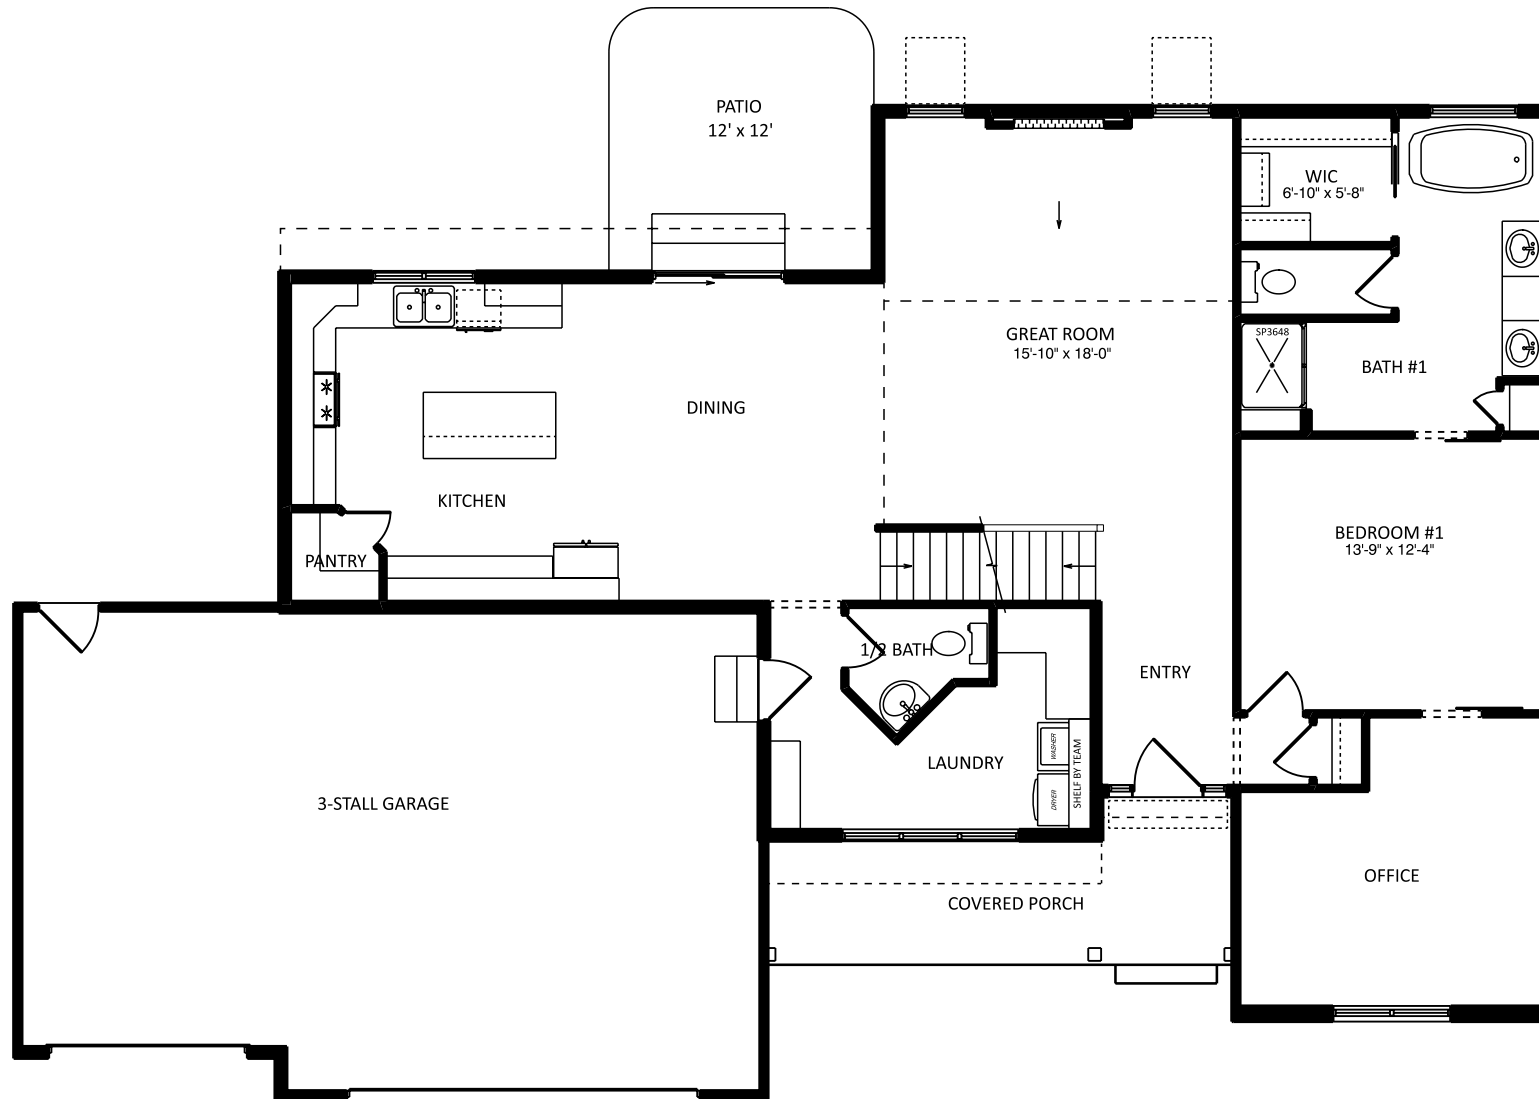 PATIO
12' x 12'
WIC
6'-10" x 5'-8"
GREAT ROOM
15'-10" x 18'-0"
SP3648
BATH #1
DINING
KITCHEN
BEDROOM #1
13'-9" x 12'-4"
PANTRY
1/2 BATH
ENTRY
LAUNDRY
WASHER
DRYER
SHELF BY TEAM
3-STALL GARAGE
OFFICE
COVERED PORCH